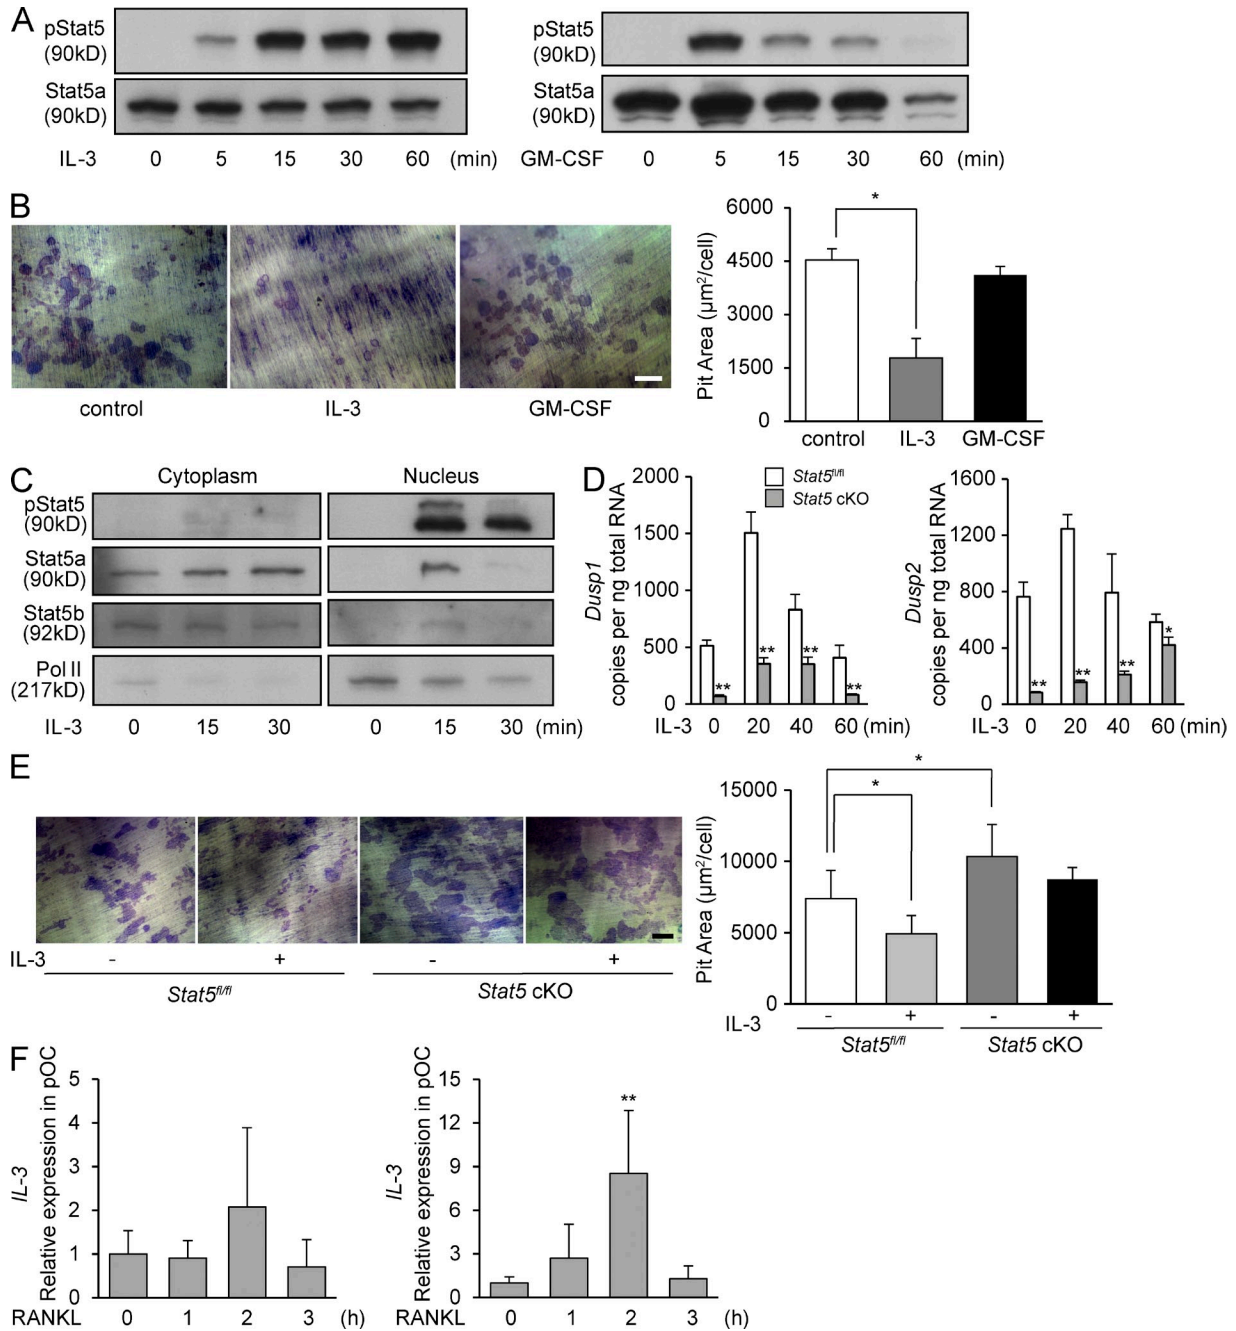 A
pStat5
(90kD)
Stat5a
(90kD)
IL-3 0 5 15 30 60 (min)
pStat5
(90kD)
Stat5a
(90kD)
GM-CSF 0 5 15 30 60 (min)
B
control IL-3 GM-CSF
*
Pit Area (µm²/cell)
6000
4500
3000
1500
0
control IL-3 GM-CSF
C
Cytoplasm Nucleus
pStat5
(90kD)
Stat5a
(90kD)
Stat5b
(92kD)
Pol II
(217kD)
IL-3 0 15 30 0 15 30 (min)
D
Stat5fl/fl
Stat5 cKO
Dusp1
copies per ng total RNA
2000
1500
1000
500
0
** ** ** **
IL-3 0 20 40 60 (min)
Dusp2
copies per ng total RNA
1600
1200
800
400
0
** ** ** *
IL-3 0 20 40 60 (min)
E
IL-3 - + - +
Stat5fl/fl Stat5 cKO
*
*
Pit Area (µm²/cell)
15000
10000
5000
0
IL-3 - + - +
Stat5fl/fl Stat5 cKO
F
IL-3
Relative expression in pOC
5
4
3
2
1
0
RANKL 0 1 2 3 (h)
IL-3
Relative expression in pOC
15
12
9
6
3
0
**
RANKL 0 1 2 3 (h)